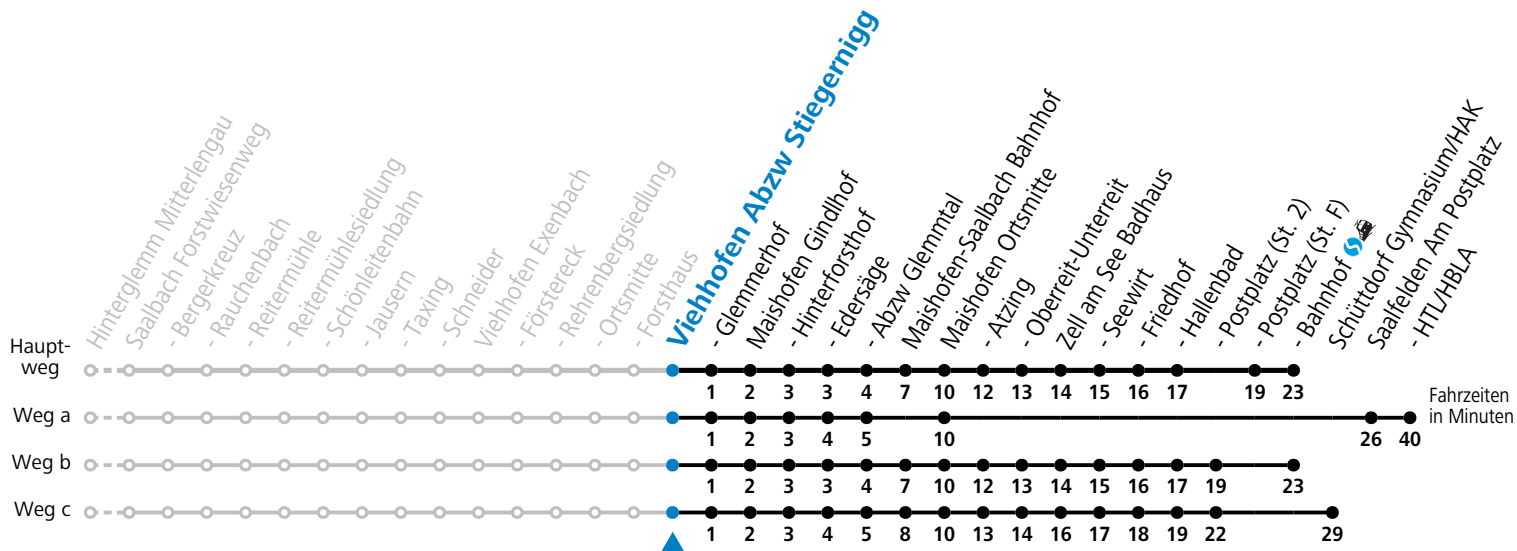 Hinterglemm Mitterlengau
Saalbach Forstwiesenweg
- Bergerkreuz
- Rauchenbach
- Reitermühle
- Reitermühlesiedlung
- Schönleitenbahn
- Jausern
- Taxing
- Schneider
Viehhofen Exenbach
- Förstereck
- Rehrenbergsiedlung
- Ortsmitte
- Forsthaus
Viehhofen Abzw Stiegernigg
- Glemmerhof
Maishofen Gindlhof
- Hinterforsthof
- Edersäge
- Abzw Glemmtal
Maishofen-Saalbach Bahnhof
Maishofen Ortsmitte
- Atzing
- Oberreit-Unterreit
Zell am See Badhaus
- Seewirt
- Friedhof
- Hallenbad
- Postplatz (St. 2)
- Postplatz (St. F)
- Bahnhof
Schüttdorf Gymnasium/HAK
Saalfelden Am Postplatz
- HTL/HBLA
Haupt-
weg
1 2 3 3 4 7 10 12 13 14 15 16 17 19 23
Weg a
1 2 3 4 5 10 26 40
Fahrzeiten
in Minuten
Weg b
1 2 3 3 4 7 10 12 13 14 15 16 17 19 23
Weg c
1 2 3 4 5 8 10 13 14 16 17 18 19 22 29